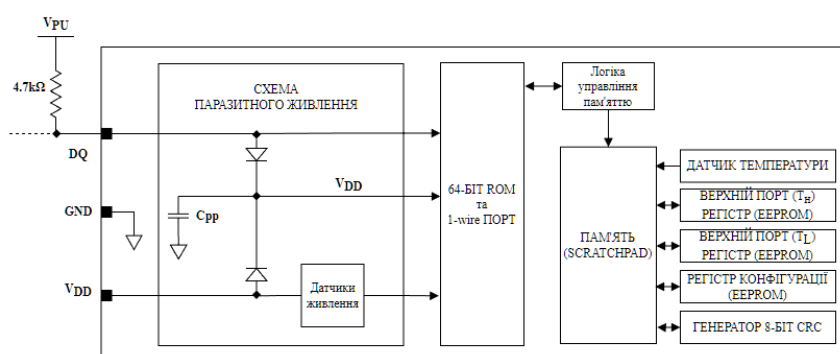 VPU
4.7kΩ
DQ
GND
VDD
СХЕМА
ПАРАЗИТНОГО ЖИВЛЕННЯ
VDD
Cpp
Датчики
живлення
64-БІТ ROM
та
1-wire ПОРТ
Логіка
управління
пам'яттю
ПАМ'ЯТЬ
(SCRATCHPAD)
ДАТЧИК ТЕМПЕРАТУРИ
ВЕРХНІЙ ПОРТ (TH)
РЕГІСТР (EEPROM)
ВЕРХНІЙ ПОРТ (TL)
РЕГІСТР (EEPROM)
РЕГІСТР КОНФІГУРАЦІЇ
(EEPROM)
ГЕНЕРАТОР 8-БІТ CRC